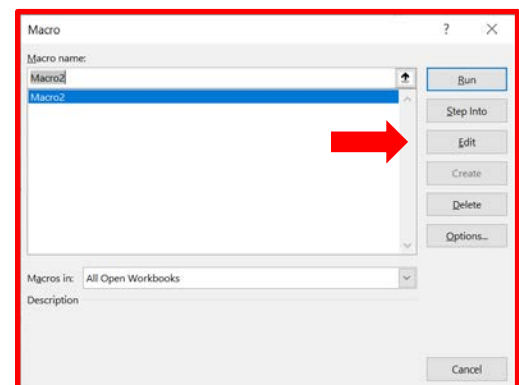 Macro ?
Macro name:
Macro2
Macro2
Run
Step Into
Edit
Create
Delete
Options...
Macros in: All Open Workbooks
Description
Cancel